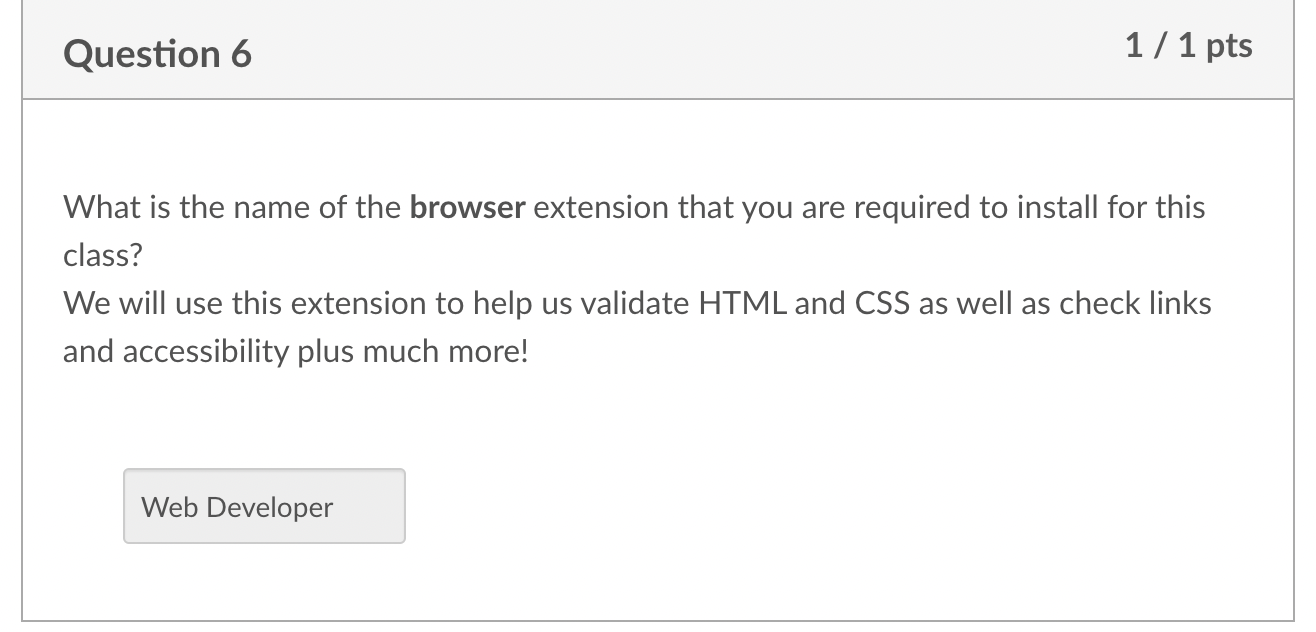 Question 6
1 / 1 pts
What is the name of the browser extension that you are required to install for this
class?
We will use this extension to help us validate HTML and CSS as well as check links
and accessibility plus much more!
Web Developer